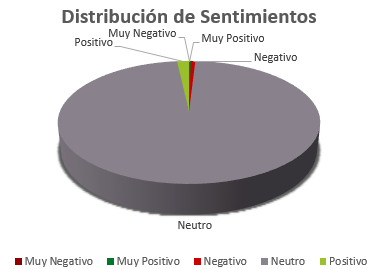 Distribución de Sentimientos
Muy Negativo
Muy Positivo
Positivo
Negativo
Neutro
Muy Negativo Muy Positivo Negativo Neutro Positivo